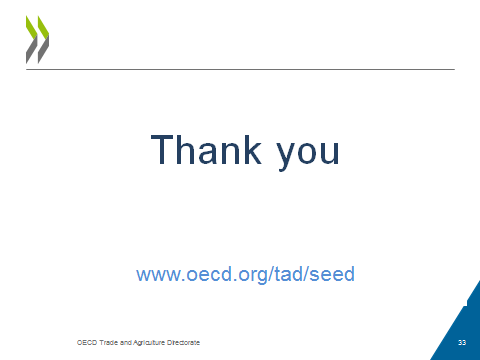 Thank you
www.oecd.org/tad/seed
OECD Trade and Agriculture Directorate
33